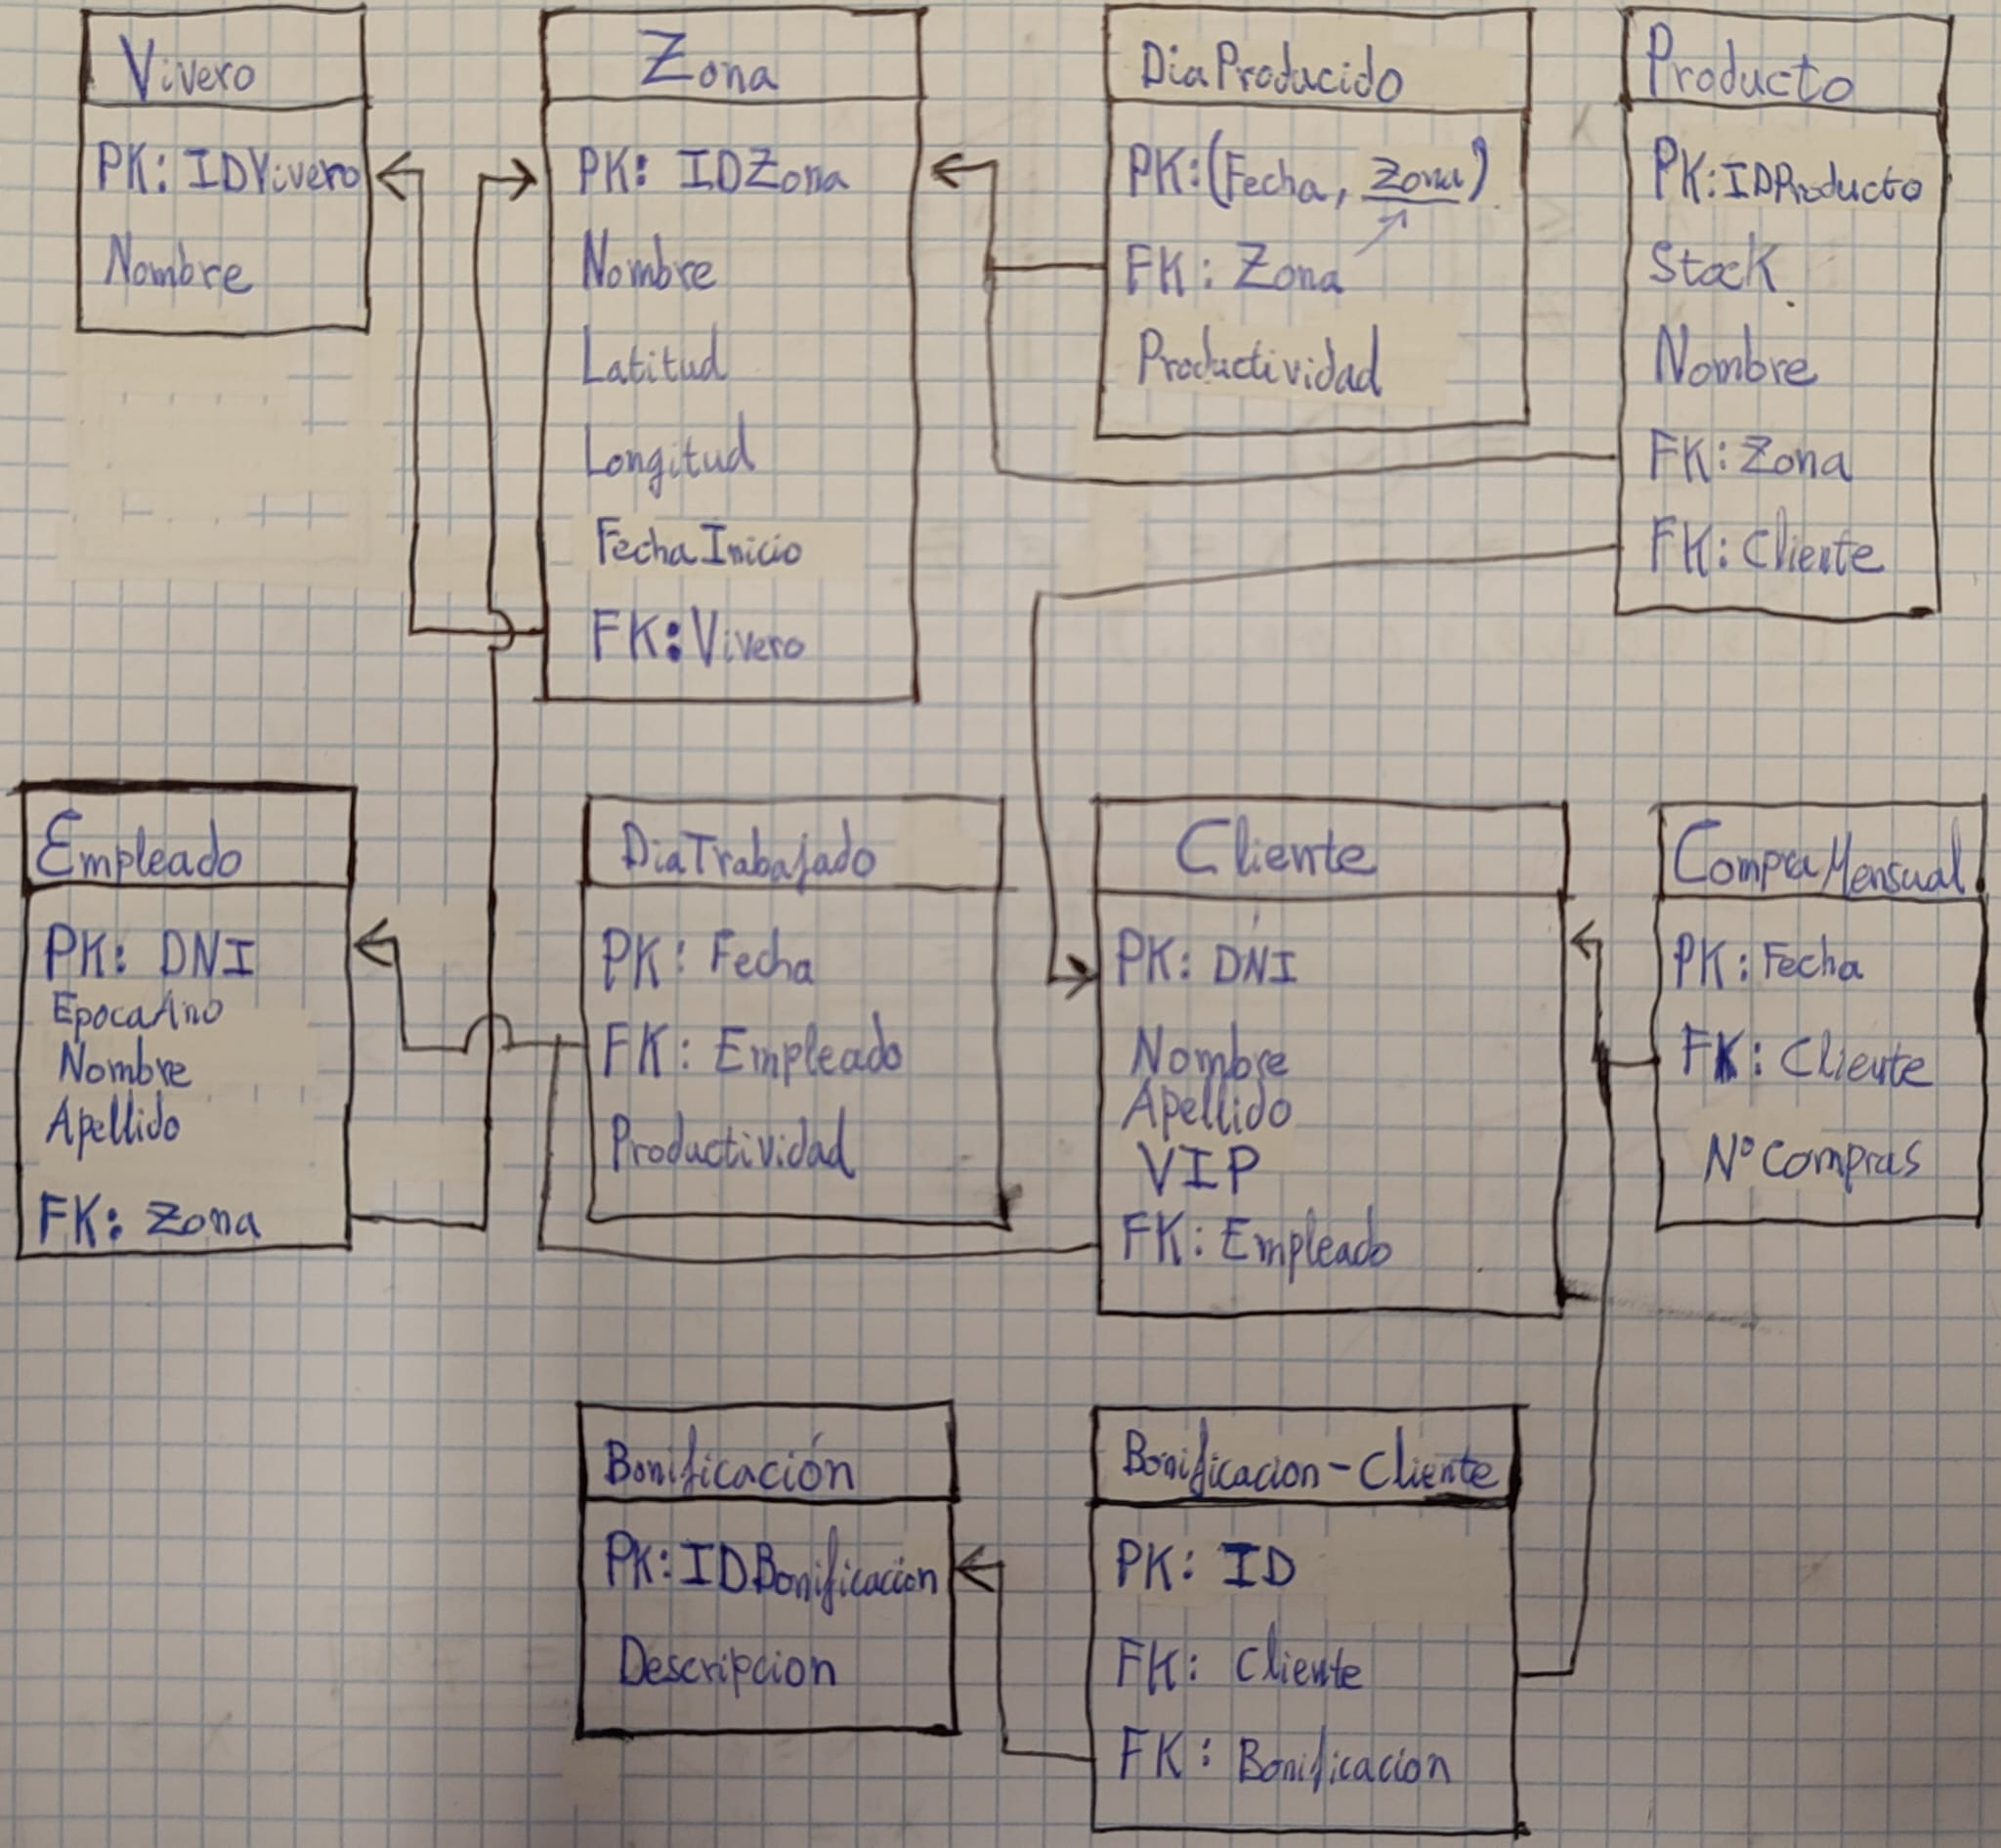 Vivero
PK: IDVivero
Nombre
Zona
PK: IDZona
Nombre
Latitud
Longitud
FechaInicio
FK: Vivero
DiaProducido
PK:(Fecha, Zona)
FK: Zona
Productividad
Producto
PK:IDProducto
Stock
Nombre
FK: Zona
FK: Cliente
Empleado
PK: DNI
EpocaAno
Nombre
Apellido
FK: Zona
DiaTrabajado
PK: Fecha
FK: Empleado
Productividad
Cliente
PK: DNI
Nombre
Apellido
VIP
FK: Empleado
CompraMensual
PK: Fecha
FK: Cliente
Nº Compras
Bonificación
PK: IDBonificacion
Descripcion
Bonificacion-Cliente
PK: ID
FK: Cliente
FK: Bonificacion